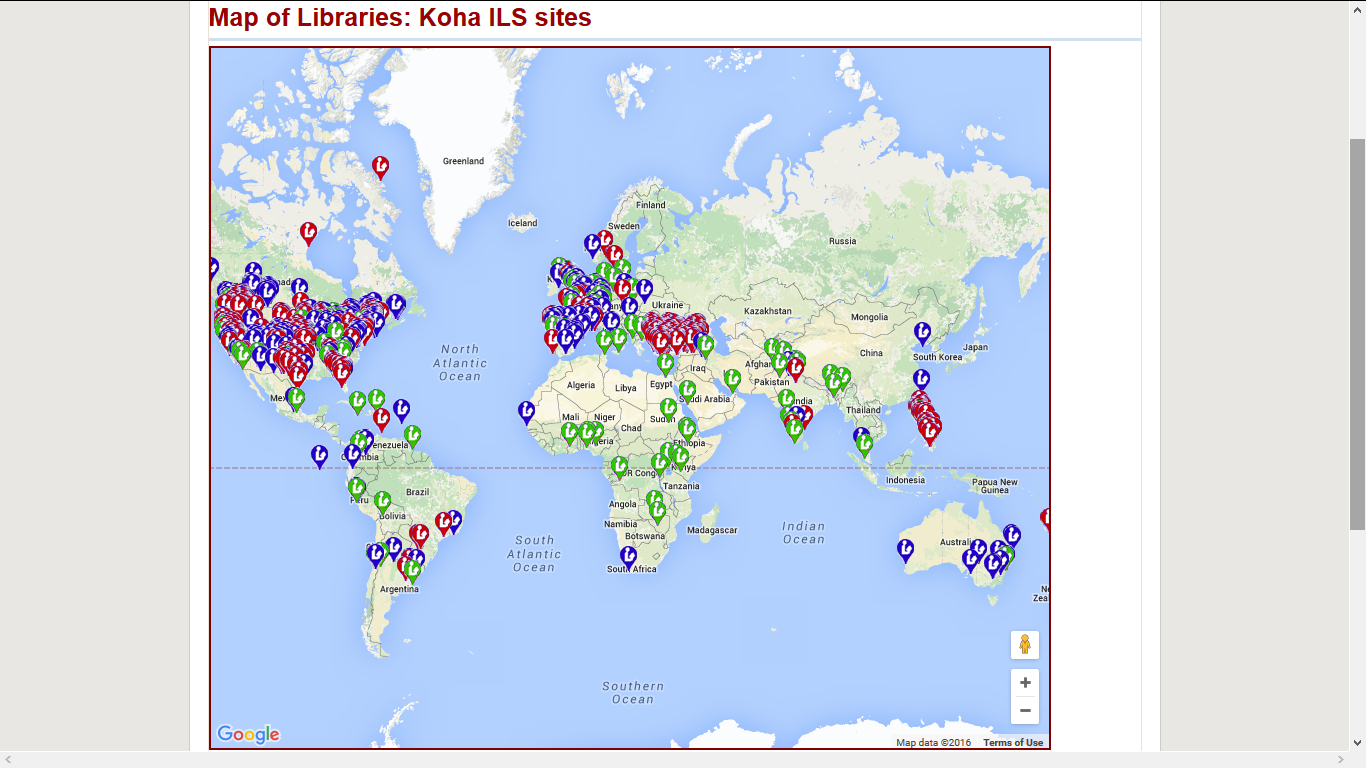 Map of Libraries: Koha ILS sites
Greenland
Iceland
Finland
Sweden
Russia
Ukraine
Kazakhstan
Mongolia
China
South Korea
Japan
North
Atlantic
Ocean
Algeria
Libya
Egypt
Iraq
Saudi Arabia
Pakistan
Thailand
Mali
Niger
Chad
Sudan
Ethiopia
Venezuela
DR Congo
Kenya
Tanzania
Indonesia
Papua New
Guinea
Brazil
Peru
Bolivia
Angola
Namibia
Botswana
Madagascar
South Africa
Indian
Ocean
South
Atlantic
Ocean
Australia
Argentina
Southern
Ocean
Google
Map data ©2016 Terms of Use